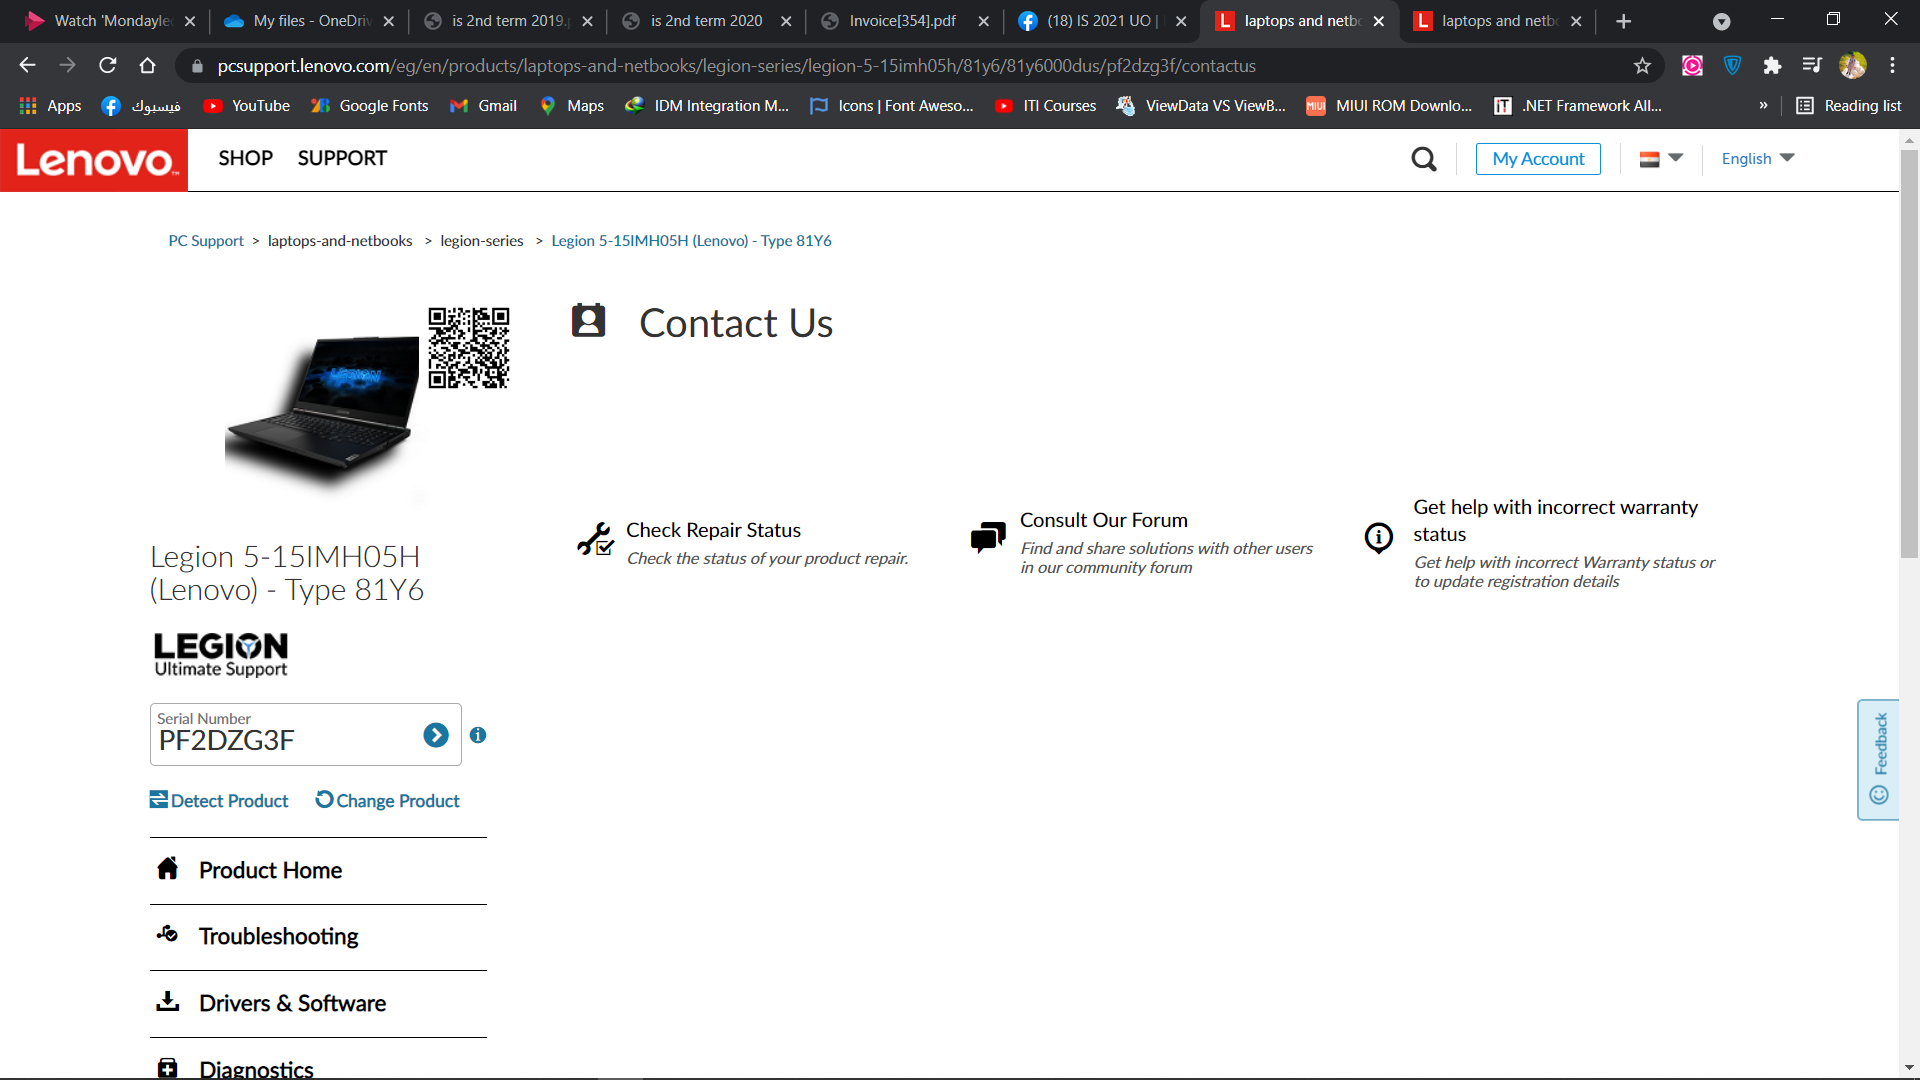 Watch 'Mondayle
My files - OneDriv
is 2nd term 2019.p
is 2nd term 2020
Invoice[354].pdf
(18) IS 2021 UO |
laptops and netbo
laptops and netbo
pcsupport.lenovo.com/eg/en/products/laptops-and-netbooks/legion-series/legion-5-15imh05h/81y6/81y6000dus/pf2dzg3f/contactus
Apps
فيسبوك
YouTube
Google Fonts
Gmail
Maps
IDM Integration M...
Icons | Font Aweso...
ITI Courses
ViewData VS ViewB...
MIUI
MIUI ROM Downlo...
iT
.NET Framework All...
»
Reading list
Lenovo™
SHOP
SUPPORT
My Account
English
PC Support > laptops-and-netbooks > legion-series > Legion 5-15IMH05H (Lenovo) - Type 81Y6
LEGION
Contact Us
Check Repair Status
Check the status of your product repair.
Consult Our Forum
Find and share solutions with other users
in our community forum
Get help with incorrect warranty
status
Get help with incorrect Warranty status or
to update registration details
Legion 5-15IMH05H
(Lenovo) - Type 81Y6
LEGION
Ultimate Support
Serial Number
PF2DZG3F
Detect Product
Change Product
Product Home
Troubleshooting
Drivers & Software
Diagnostics
Feedback